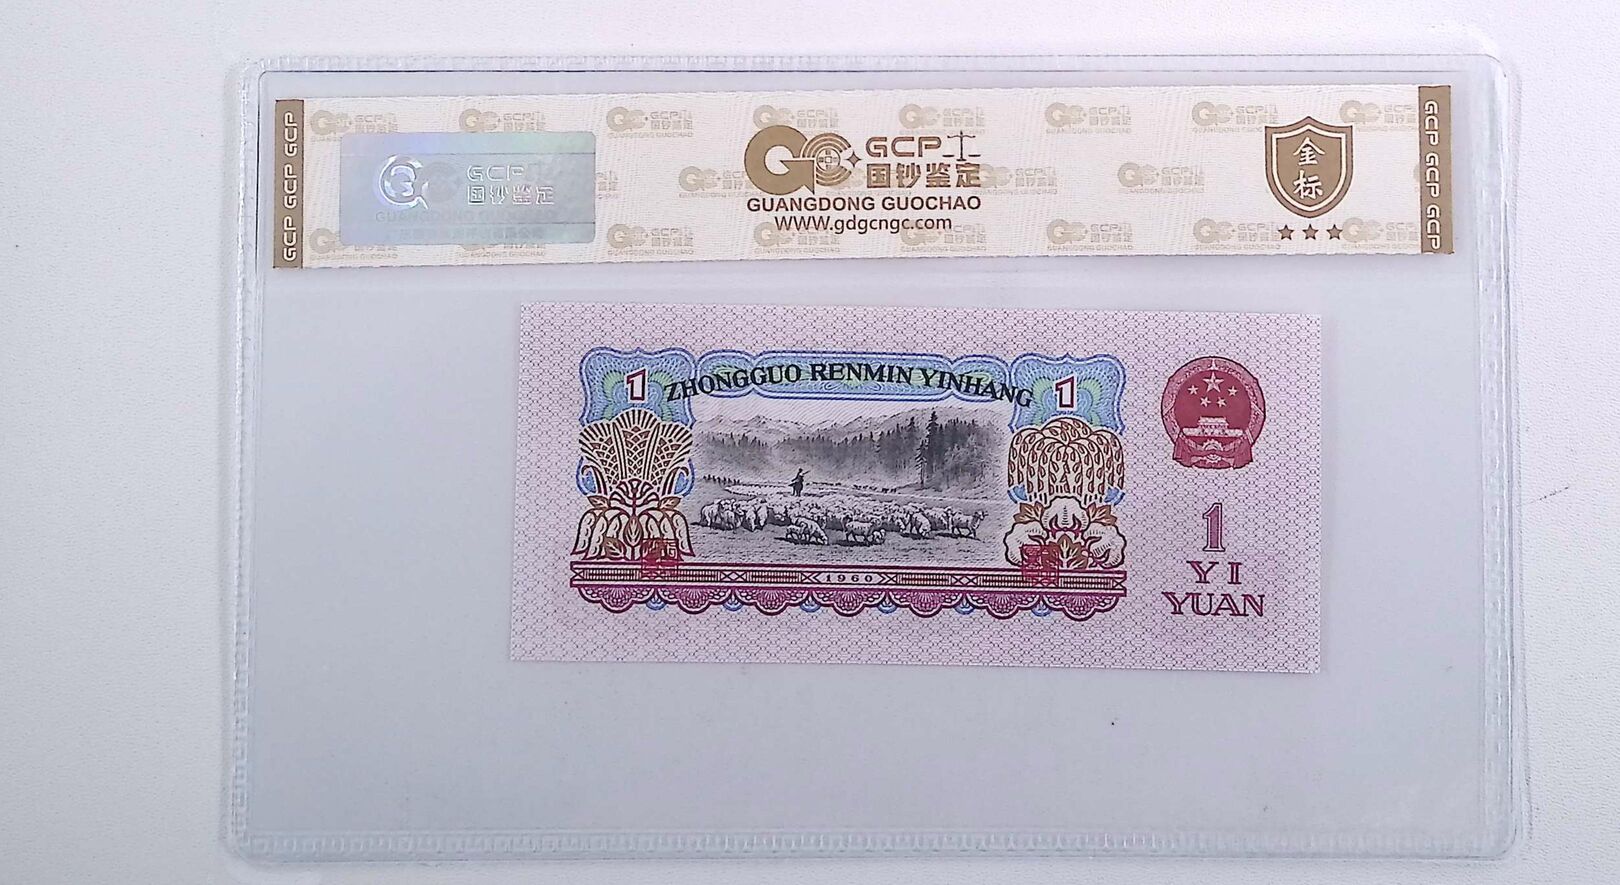 GCP GCP GCP
GCP
国钞鉴定
GUANGDONG GUOCHAO
GCP
国钞鉴定
GUANGDONG GUOCHAO
WWW.gdgcngc.com
金标
GCP GCP GCP
1 ZHONGGUO RENMIN YINHANG 1
1960
1
YI
YUAN